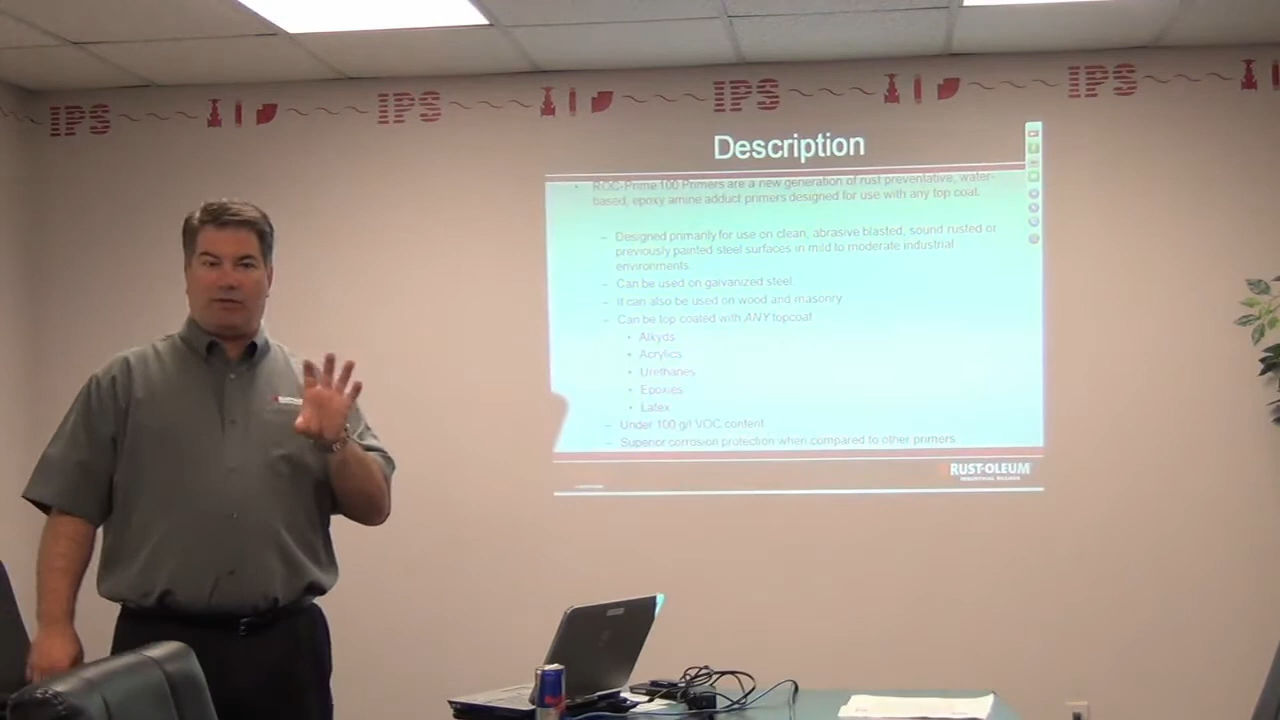 IPS IPS IPS IPS
Description
• ROC-Prime 100 Primers are a new generation of rust preventative, water-
based, epoxy amine adduct primers designed for use with any top coat.
– Designed primarily for use on clean, abrasive blasted, sound rusted or
previously painted steel surfaces in mild to moderate industrial
environments
– Can be used on galvanized steel.
– It can also be used on wood and masonry
– Can be top coated with ANY topcoat
• Alkyds
• Acrylics
• Urethanes
• Epoxies
• Latex
– Under 100 g/l VOC content
– Superior corrosion protection when compared to other primers
RUST-OLEUM
INDUSTRIAL BRANDS